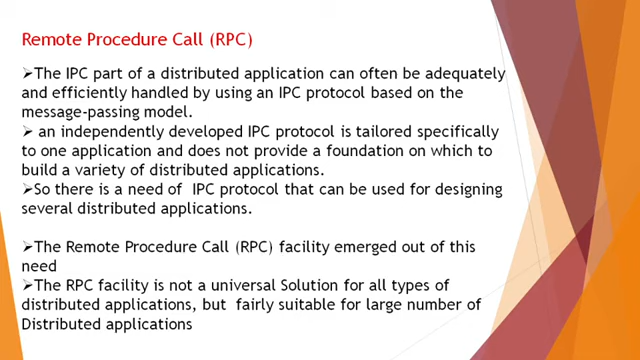 Remote Procedure Call (RPC)
➢The IPC part of a distributed application can often be adequately
and efficiently handled by using an IPC protocol based on the
message-passing model.
➢ an independently developed IPC protocol is tailored specifically
to one application and does not provide a foundation on which to
build a variety of distributed applications.
➢So there is a need of IPC protocol that can be used for designing
several distributed applications.
➢The Remote Procedure Call (RPC) facility emerged out of this
need
➢The RPC facility is not a universal Solution for all types of
distributed applications, but fairly suitable for large number of
Distributed applications